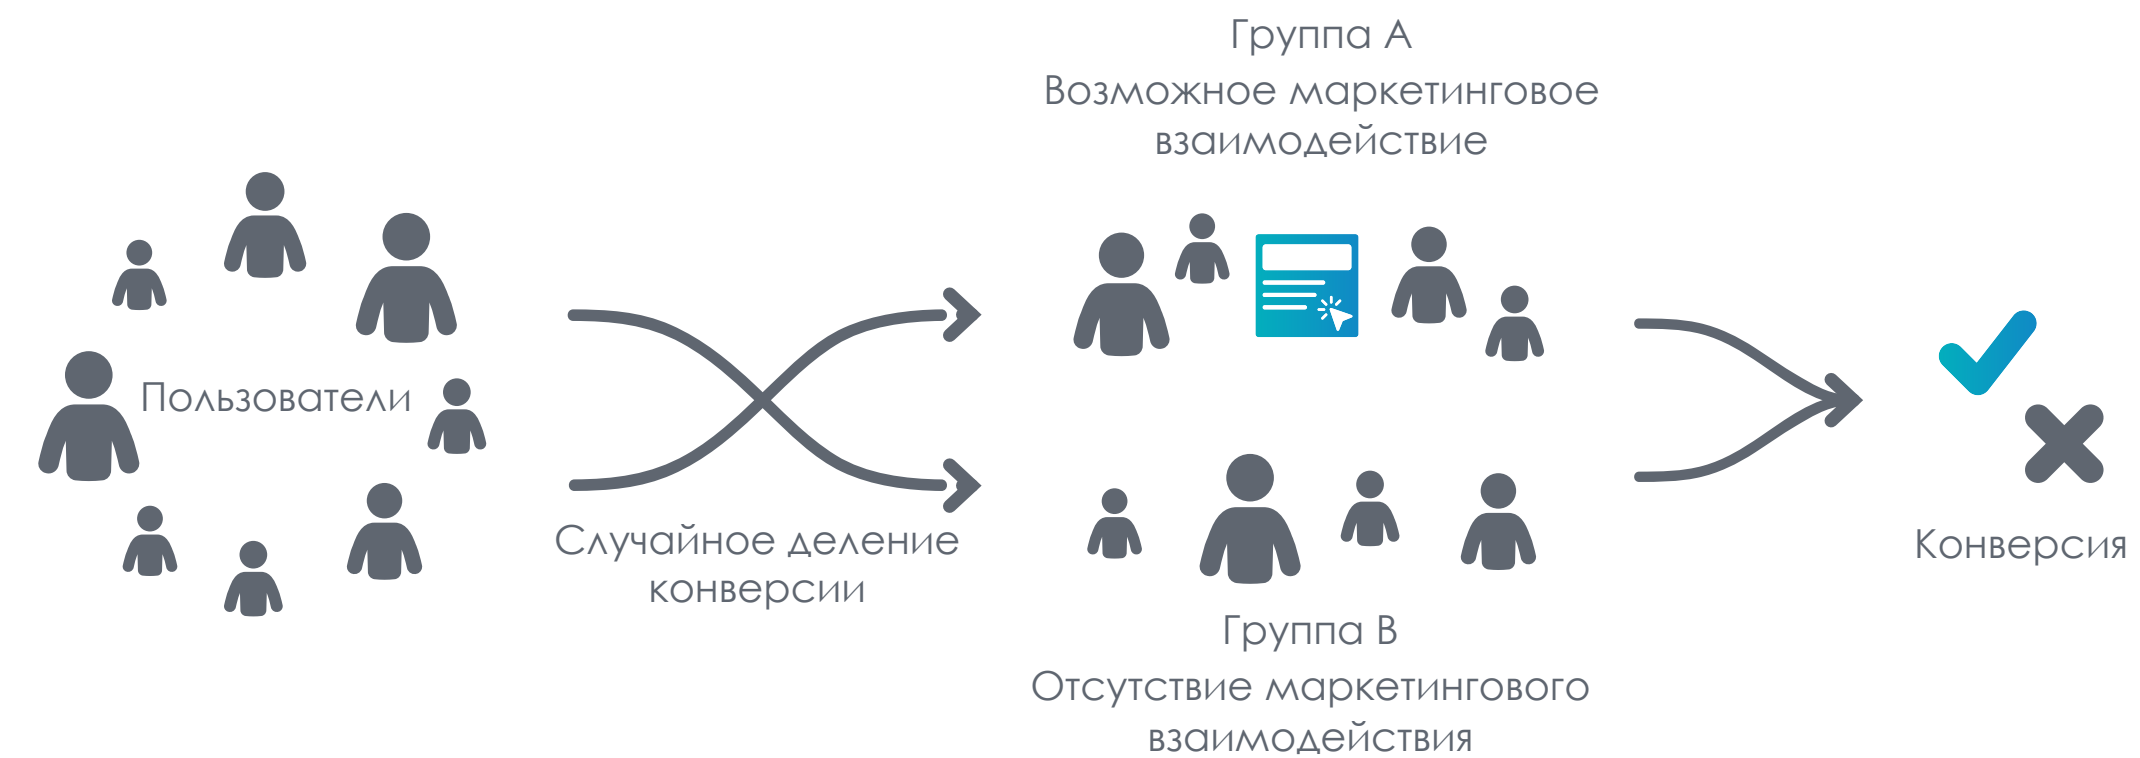 Группа А
Возможное маркетинговое
взаимодействие
Пользователи
Случайное деление
конверсии
Группа В
Отсутствие маркетингового
взаимодействия
Конверсия